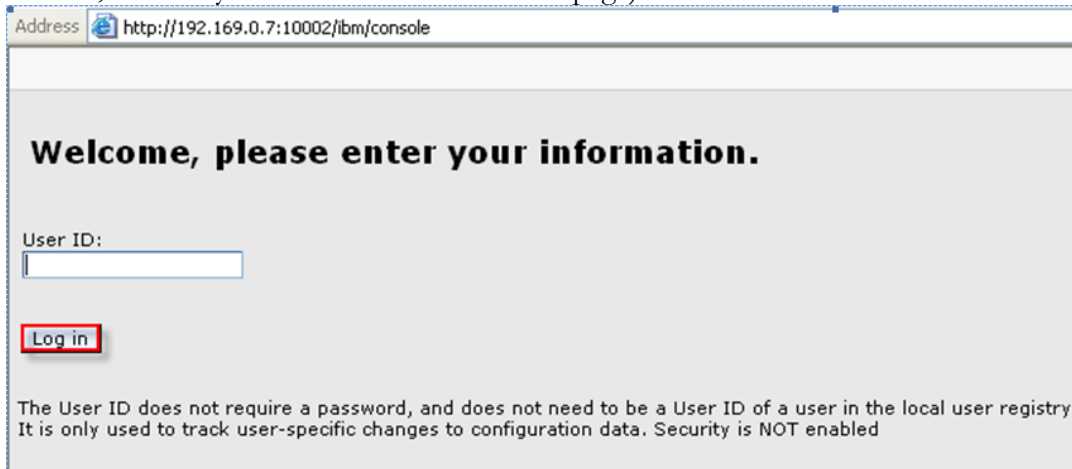 Address http://192.169.0.7:10002/ibm/console
Welcome, please enter your information.
User ID:
Log in
The User ID does not require a password, and does not need to be a User ID of a user in the local user registry
It is only used to track user-specific changes to configuration data. Security is NOT enabled